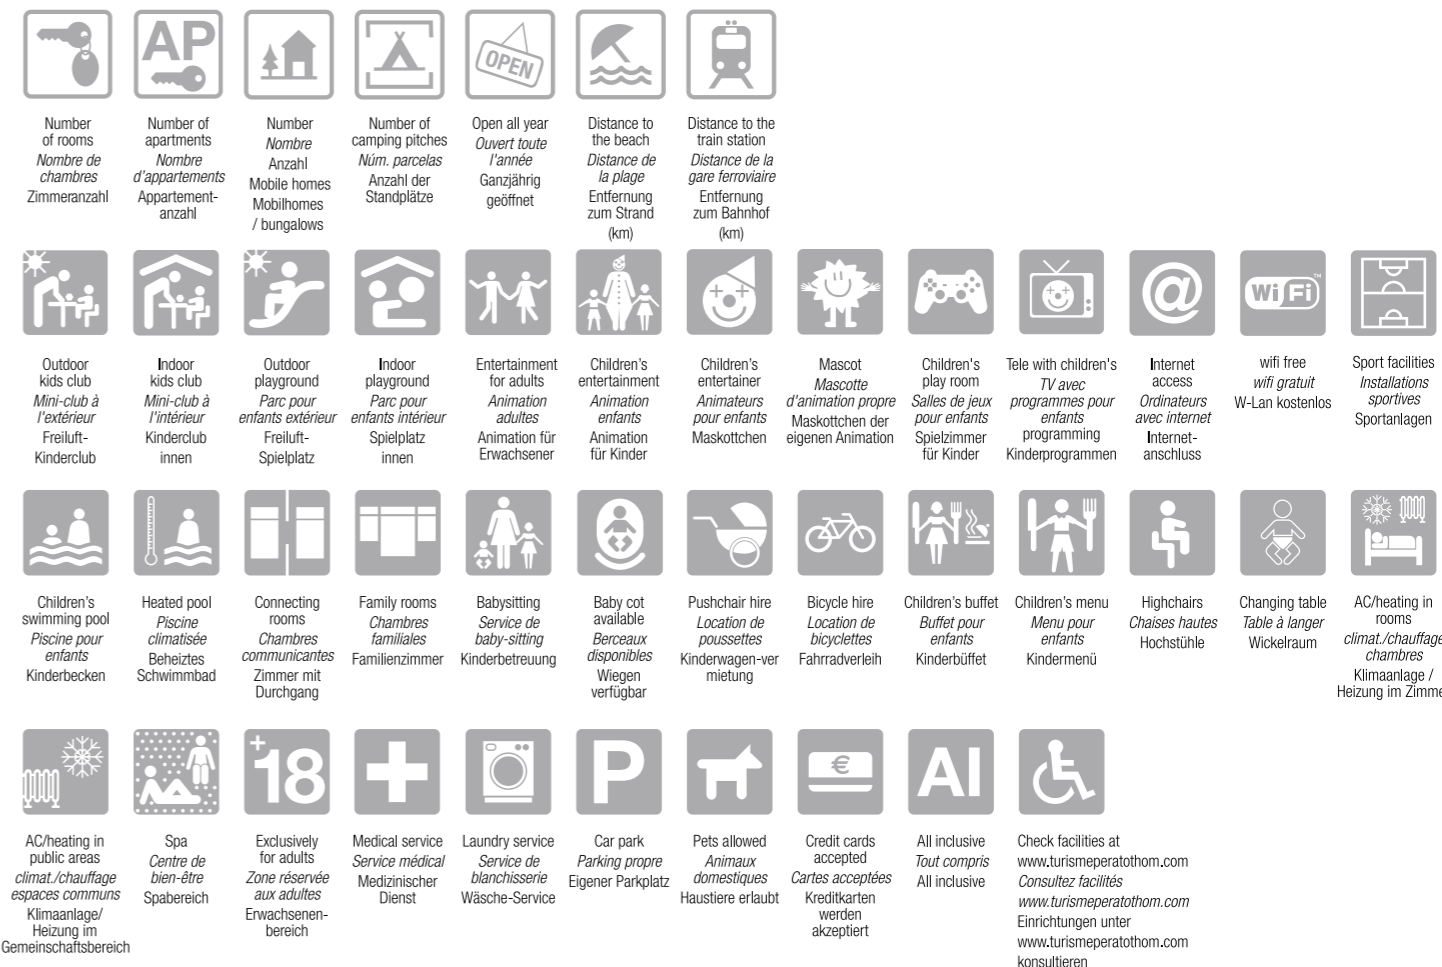 AP
OPEN
Number
of rooms
Nombre de
chambres
Zimmeranzahl
Number of
apartments
Nombre
d'appartements
Appartement-
anzahl
Number
Nombre
Anzahl
Mobile homes
Mobilhomes
/ bungalows
Number of
camping pitches
Núm. parcelas
Anzahl der
Standplätze
Open all year
Ouvert toute
l'année
Ganzjährig
geöffnet
Distance to
the beach
Distance de
la plage
Entfernung
zum Strand
(km)
Distance to the
train station
Distance de la
gare ferroviaire
Entfernung
zum Bahnhof
(km)
@
WiFi™
Outdoor
kids club
Mini-club à
l'extérieur
Freiluft-
Kinderclub
Indoor
kids club
Mini-club à
l'intérieur
Kinderclub
innen
Outdoor
playground
Parc pour
enfants extérieur
Freiluft-
Spielplatz
Indoor
playground
Parc pour
enfants intérieur
Spielplatz
innen
Entertainment
for adults
Animation
adultes
Animation für
Erwachsener
Children's
entertainment
Animation
enfants
Animation
für Kinder
Children's
entertainer
Animateurs
pour enfants
Maskottchen
Mascot
Mascotte
d'animation propre
Maskottchen der
eigenen Animation
Children's
play room
Salles de jeux
pour enfants
Spielzimmer
für Kinder
Tele with children's
TV avec
programmes pour
enfants
programming
Kinderprogrammen
Internet
access
Ordinateurs
avec internet
Internet-
anschluss
wifi free
wifi gratuit
W-Lan kostenlos
Sport facilities
Installations
sportives
Sportanlagen
Children's
swimming pool
Piscine pour
enfants
Kinderbecken
Heated pool
Piscine
climatisée
Beheiztes
Schwimmbad
Connecting
rooms
Chambres
communicantes
Zimmer mit
Durchgang
Family rooms
Chambres
familiales
Familienzimmer
Babysitting
Service de
baby-sitting
Kinderbetreuung
Baby cot
available
Berceaux
disponibles
Wiegen
verfügbar
Pushchair hire
Location de
poussettes
Kinderwagen-ver
mietung
Bicycle hire
Location de
bicyclettes
Fahrradverleih
Children's buffet
Buffet pour
enfants
Kinderbüffet
Children's menu
Menu pour
enfants
Kindermenü
Highchairs
Chaises hautes
Hochstühle
Changing table
Table à langer
Wickelraum
AC/heating in
rooms
climat./chauffage
chambres
Klimaanlage /
Heizung im Zimme
+18
P
€
AI
AC/heating in
public areas
climat./chauffage
espaces communs
Klimaanlage/
Heizung im
Gemeinschaftsbereich
Spa
Centre de
bien-être
Spabereich
Exclusively
for adults
Zone réservée
aux adultes
Erwachsenen-
bereich
Medical service
Service médical
Medizinischer
Dienst
Laundry service
Service de
blanchisserie
Wäsche-Service
Car park
Parking propre
Eigener Parkplatz
Pets allowed
Animaux
domestiques
Haustiere erlaubt
Credit cards
accepted
Cartes acceptées
Kreditkarten
werden
akzeptiert
All inclusive
Tout compris
All inclusive
Check facilities at
www.turismeperatothom.com
Consultez facilités
www.turismeperatothom.com
Einrichtungen unter
www.turismeperatothom.com
konsultieren